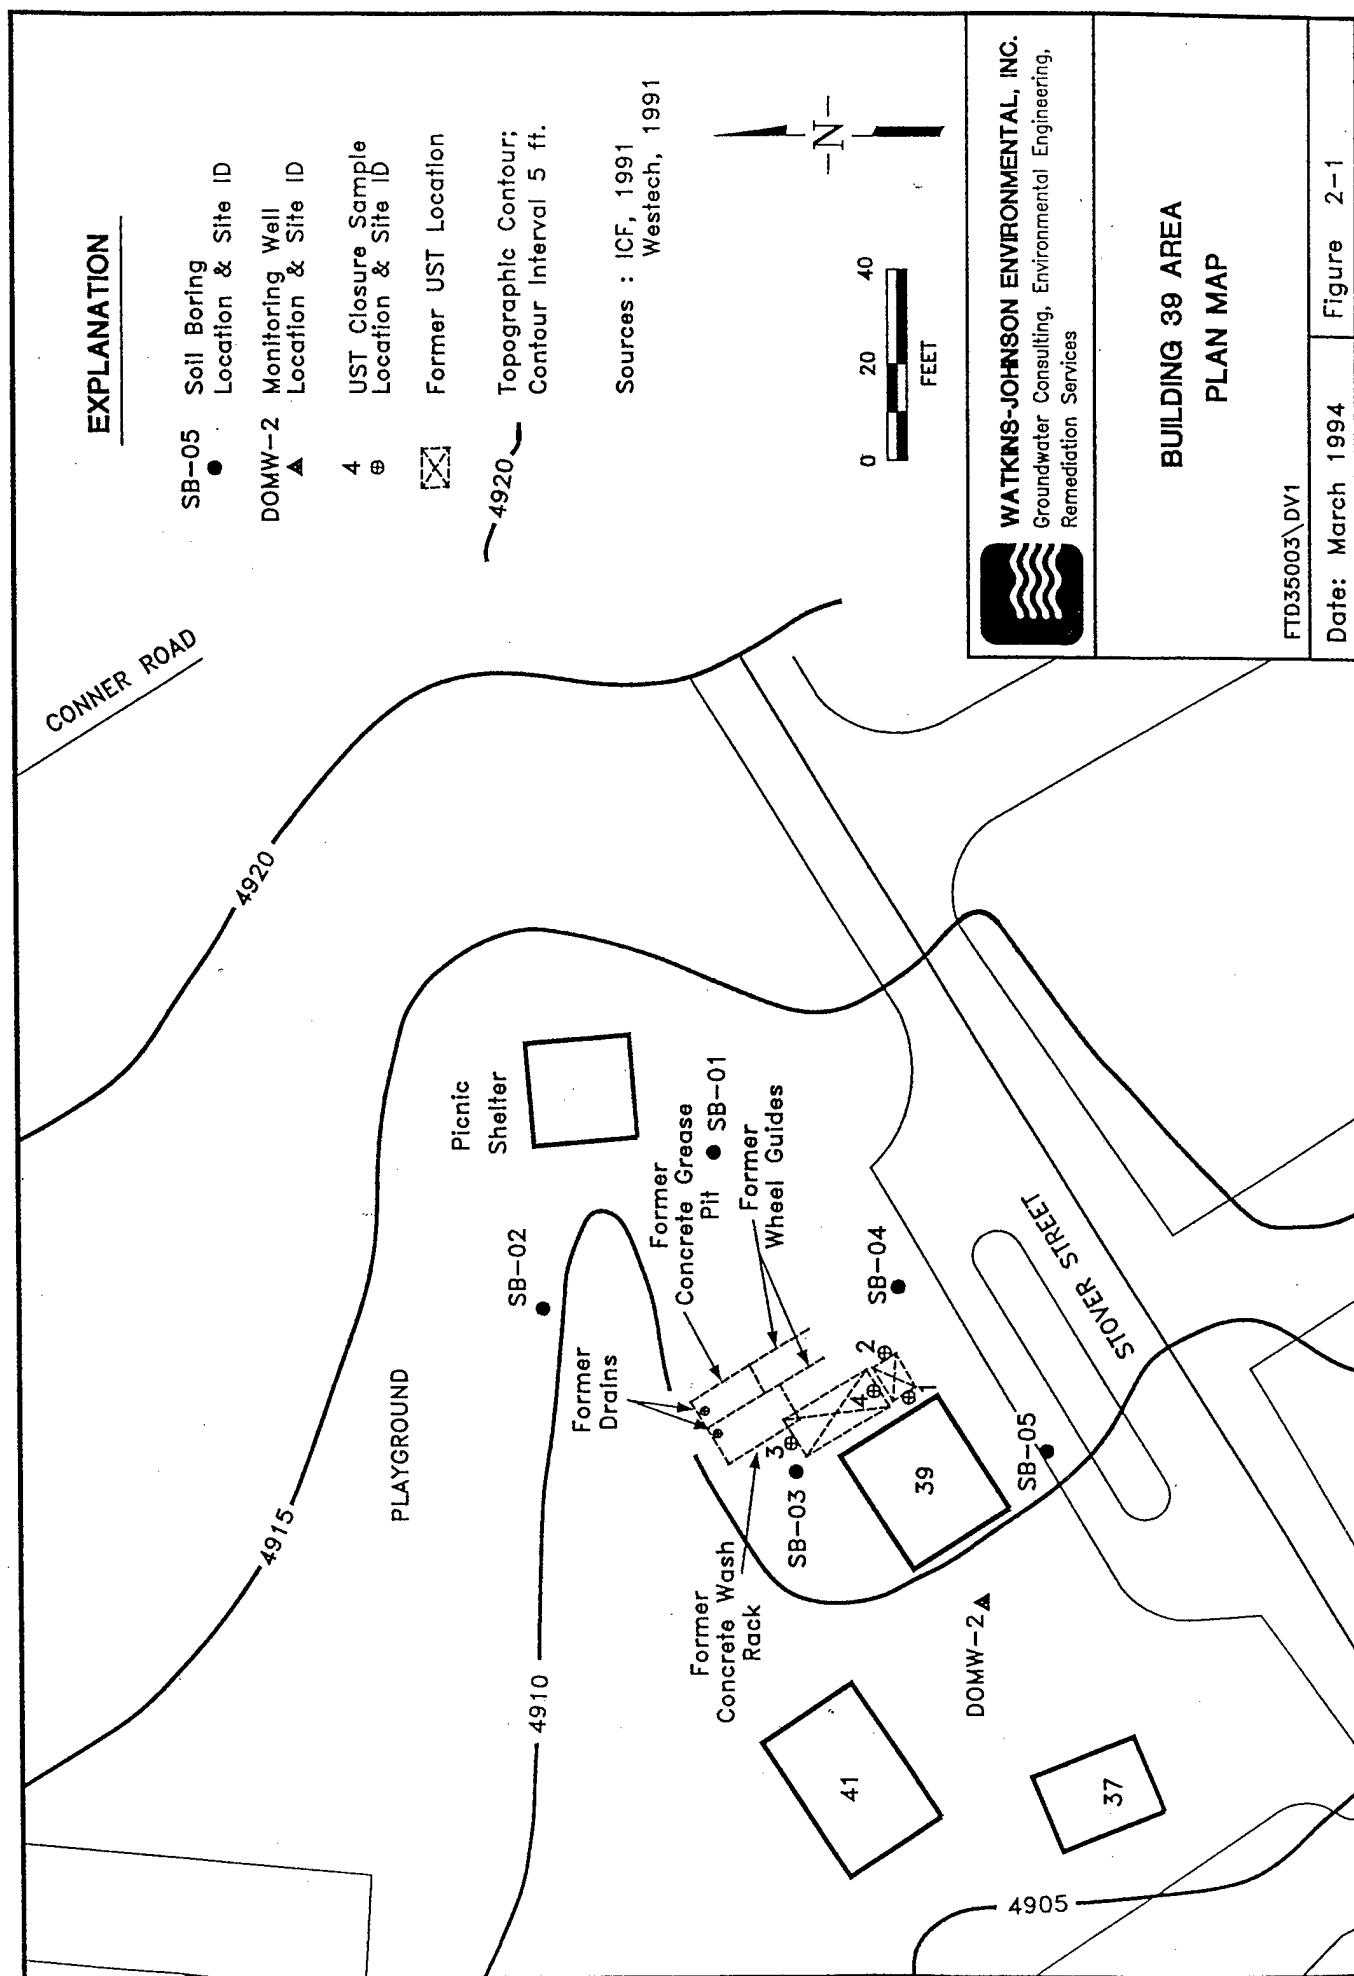 EXPLANATION
SB-05
Soil Boring
Location & Site ID
DOMW-2
Monitoring Well
Location & Site ID
4
UST Closure Sample
Location & Site ID
Former UST Location
4920
Topographic Contour;
Contour Interval 5 ft.
Sources : ICF, 1991
Westech, 1991
-N-
0 20 40
FEET
CONNER ROAD
4920
4915
PLAYGROUND
Picnic
Shelter
SB-02
4910
Former
Drains
Former
Concrete Grease
Pit
SB-01
Former
Wheel Guides
SB-04
2
4
1
3
SB-03
39
Former
Concrete Wash
Rack
SB-05
STOVER STREET
DOMW-2
41
37
4905
WATKINS-JOHNSON ENVIRONMENTAL, INC.
Groundwater Consulting, Environmental Engineering,
Remediation Services
BUILDING 39 AREA
PLAN MAP
FTD35003\DV1
Date: March 1994
Figure 2-1